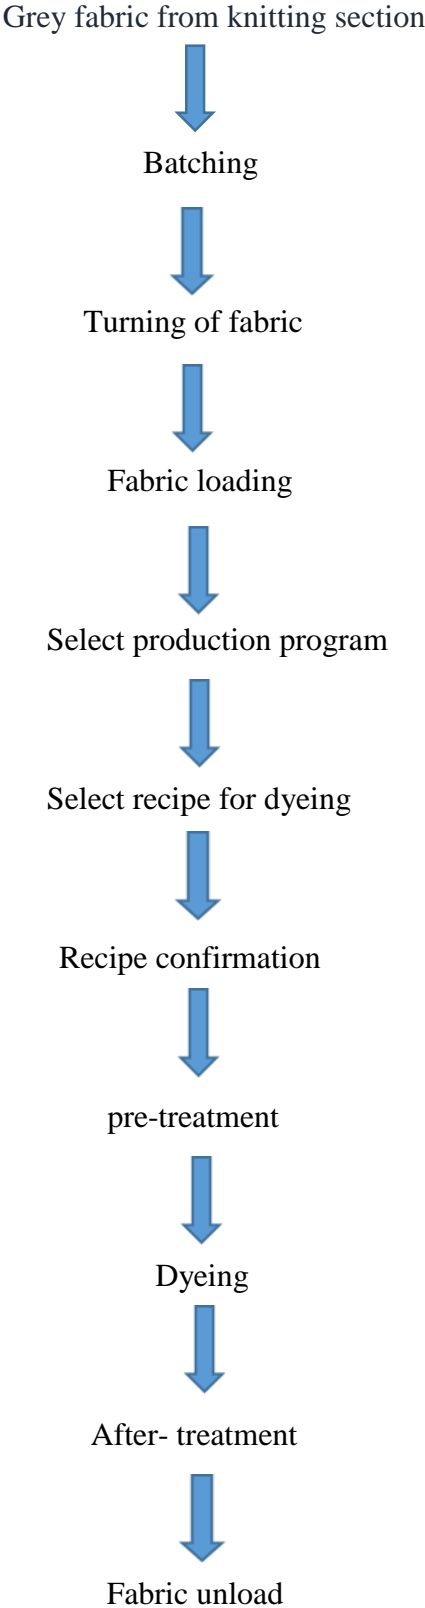 Grey fabric from knitting section
Batching
Turning of fabric
Fabric loading
Select production program
Select recipe for dyeing
Recipe confirmation
pre-treatment
Dyeing
After- treatment
Fabric unload